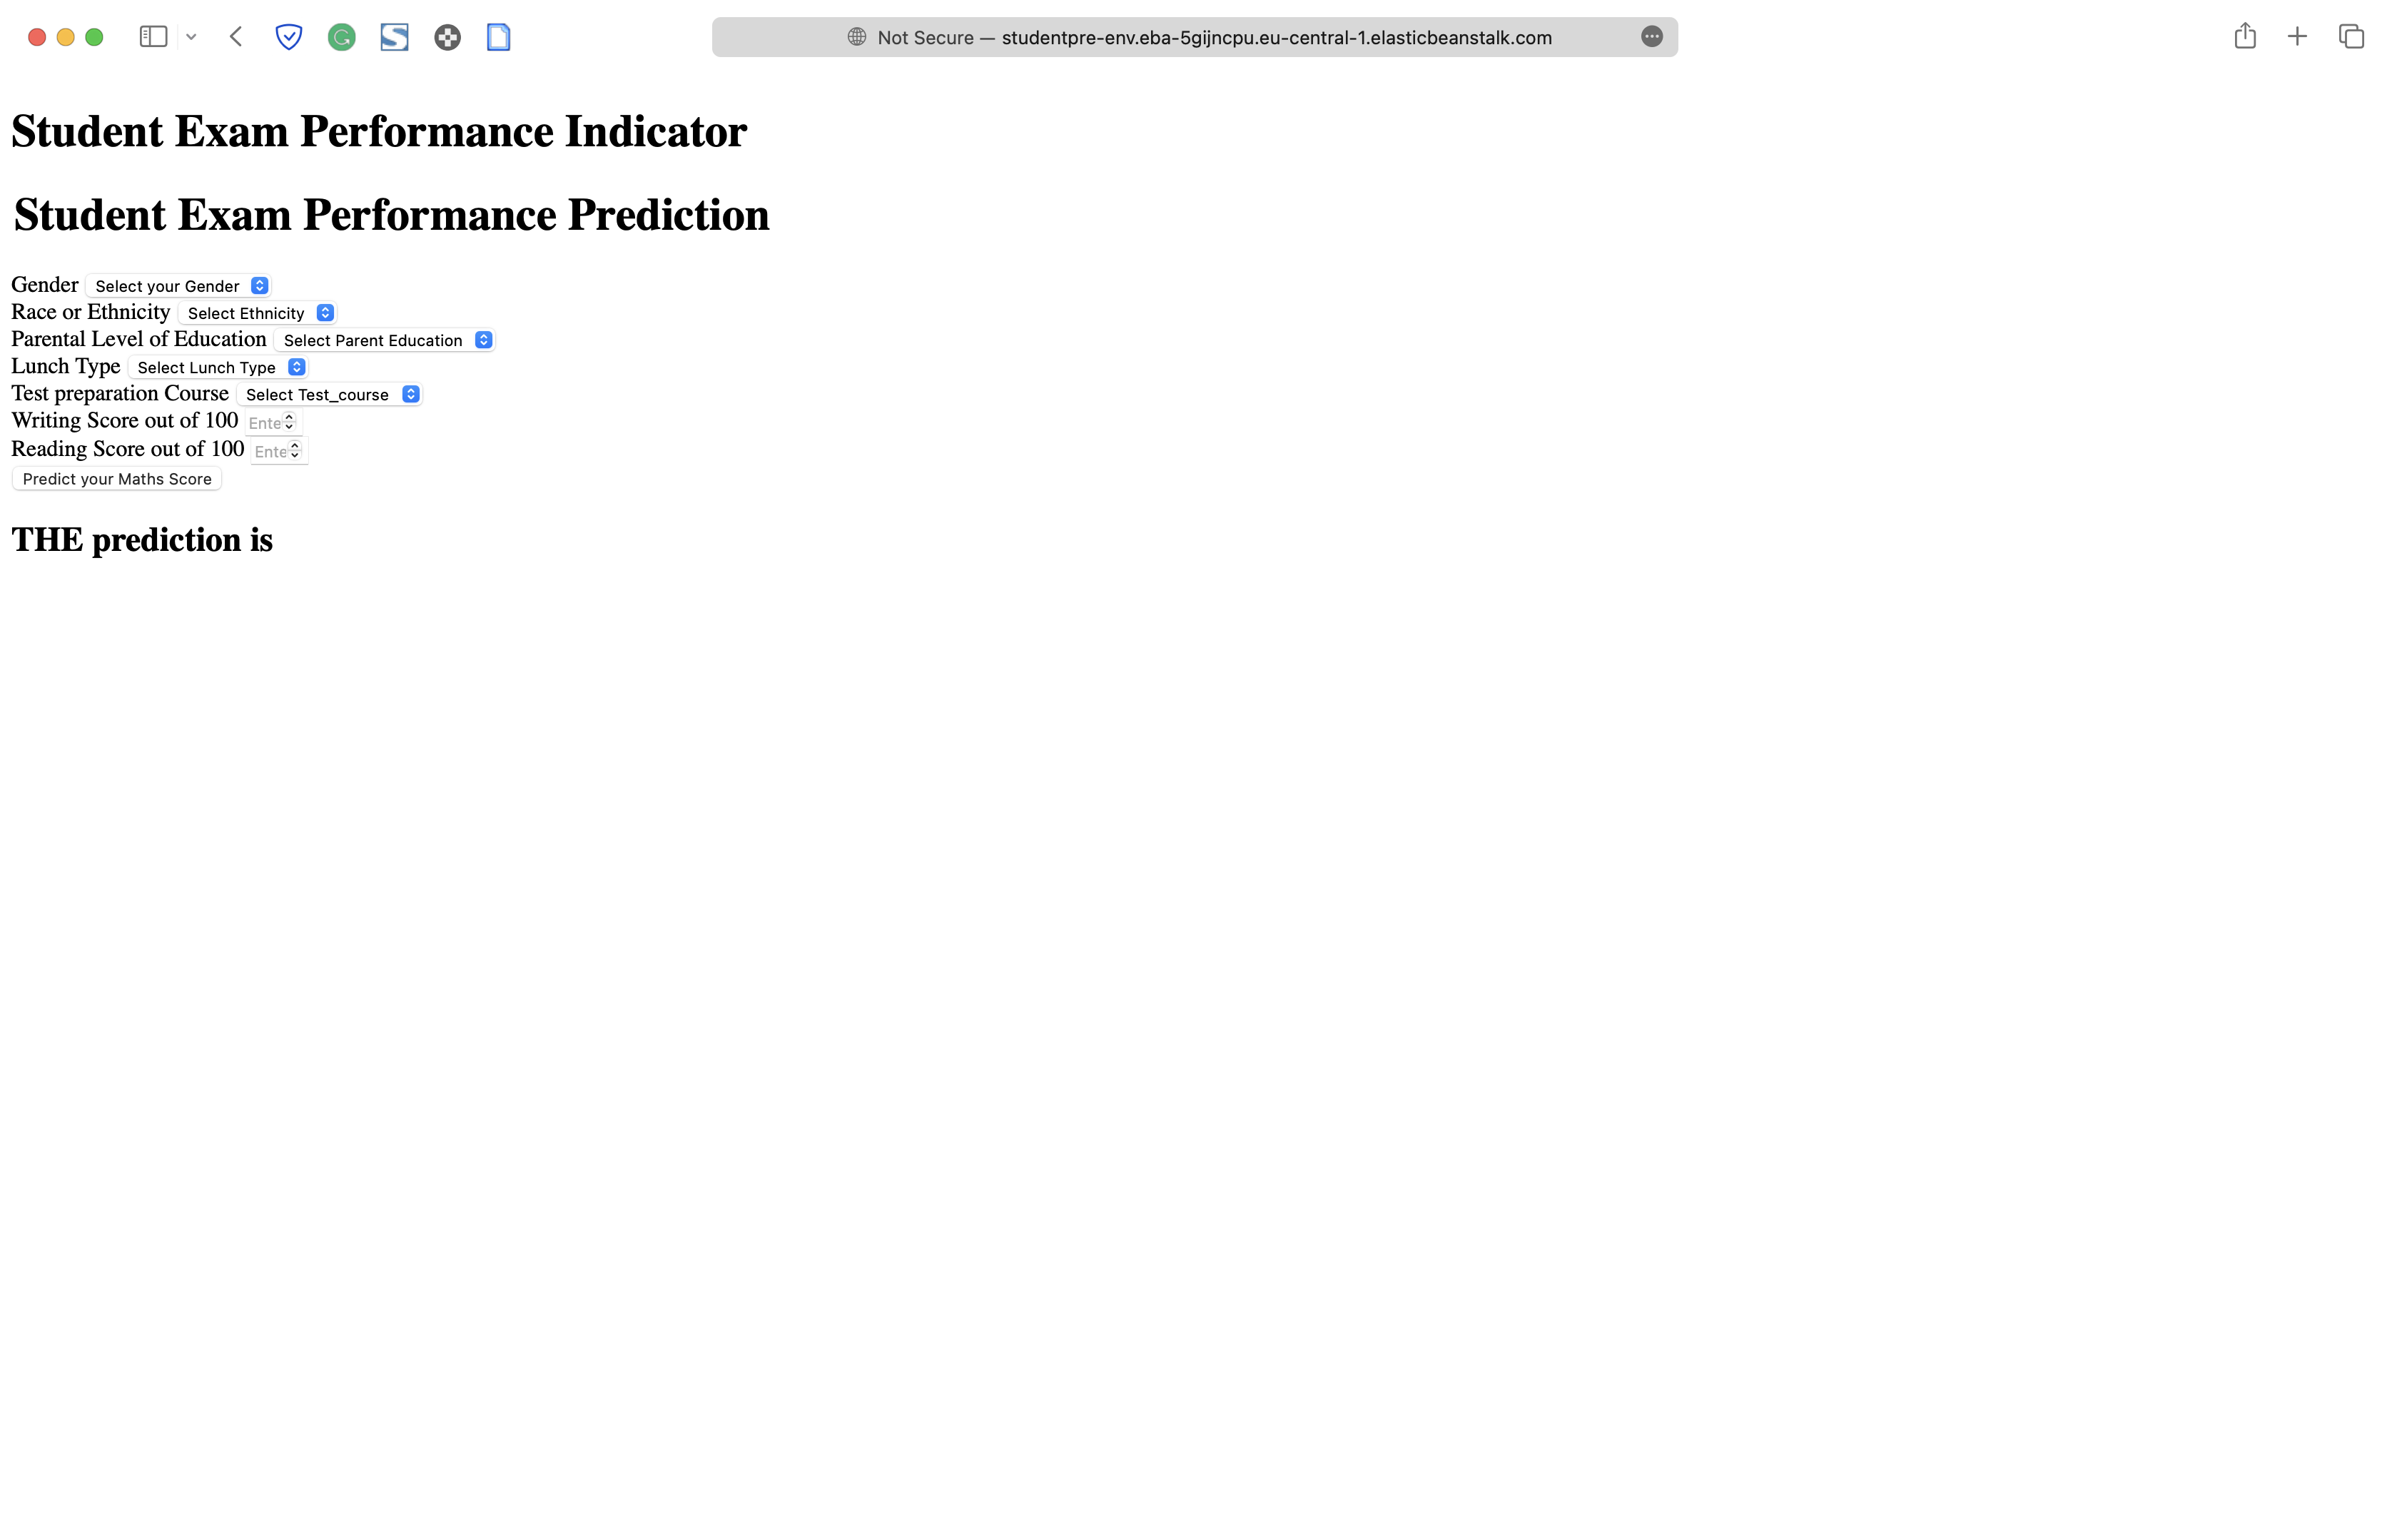 Not Secure — studentpre-env.eba-5gijncpu.eu-central-1.elasticbeanstalk.com
Student Exam Performance Indicator
Student Exam Performance Prediction
Gender Select your Gender
Race or Ethnicity Select Ethnicity
Parental Level of Education Select Parent Education
Lunch Type Select Lunch Type
Test preparation Course Select Test_course
Writing Score out of 100 Ente
Reading Score out of 100 Ente
Predict your Maths Score
THE prediction is